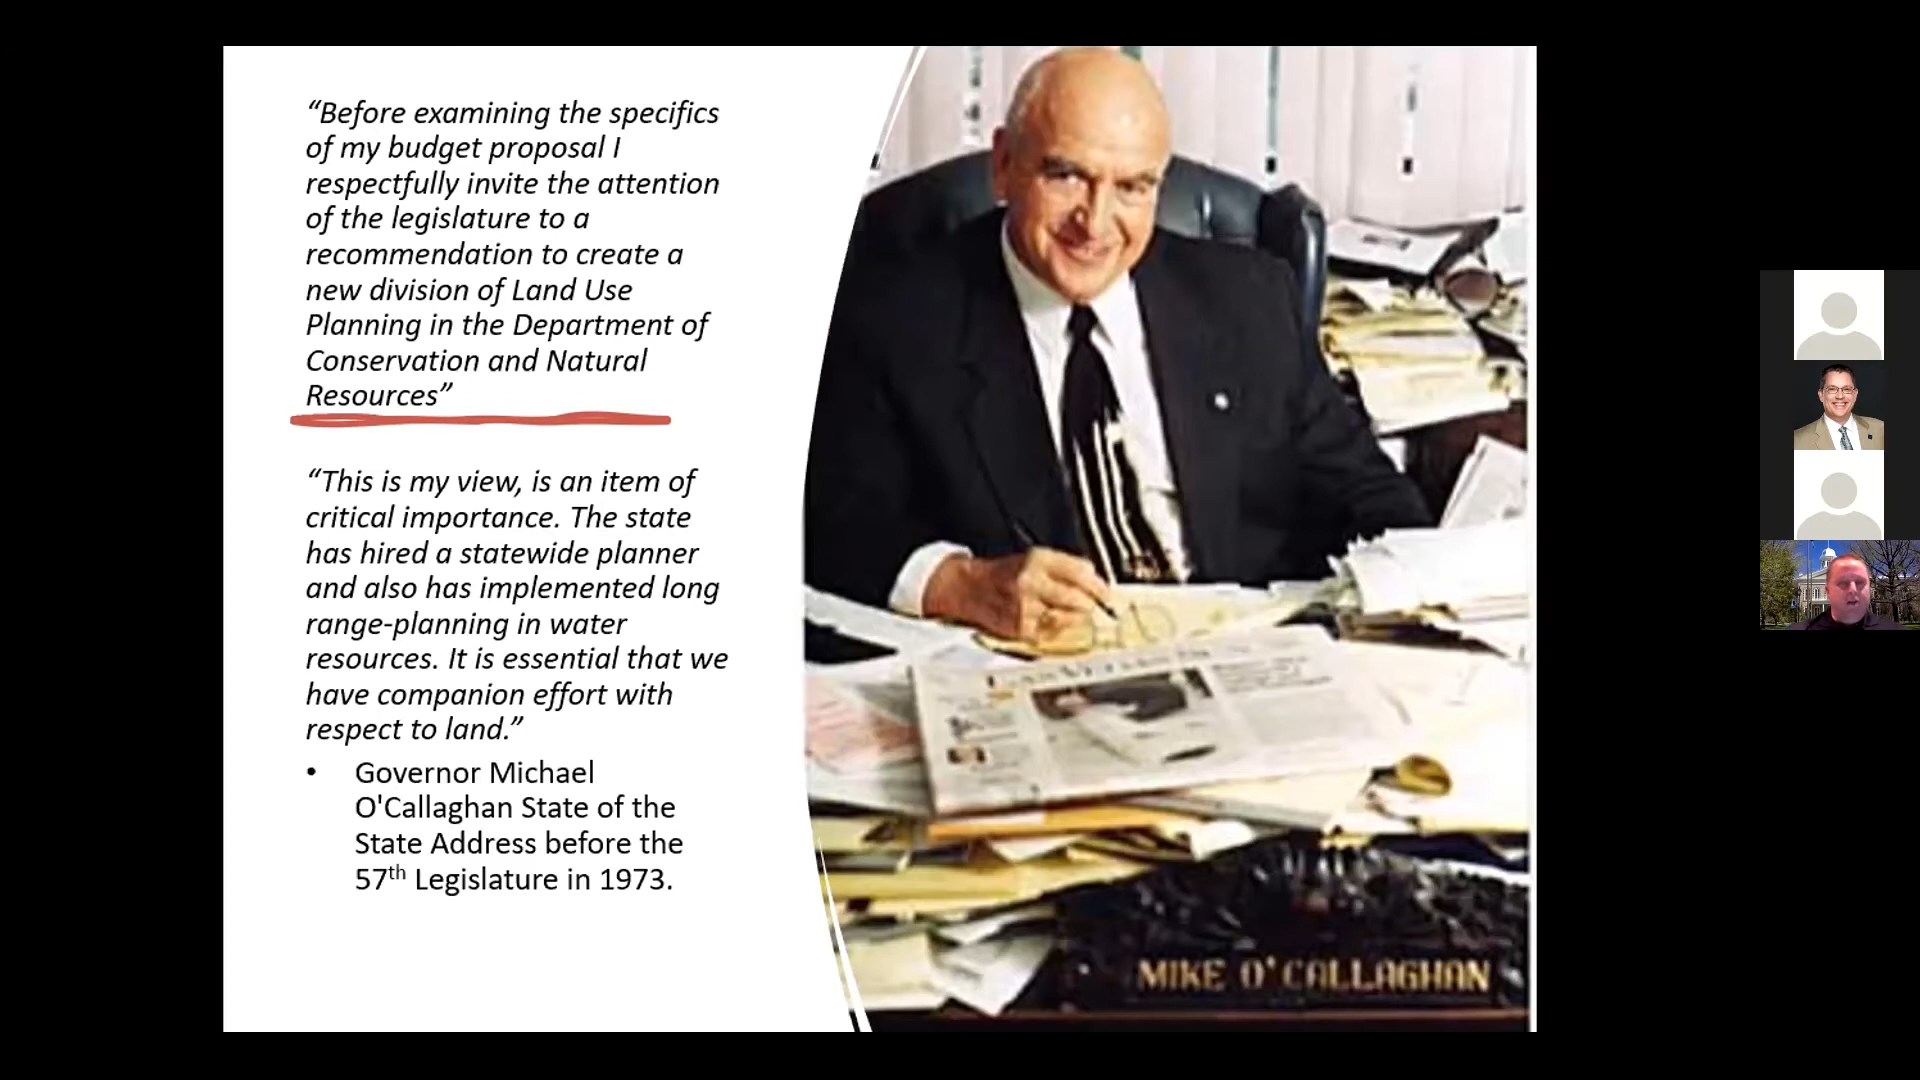 “Before examining the specifics
of my budget proposal I
respectfully invite the attention
of the legislature to a
recommendation to create a
new division of Land Use
Planning in the Department of
Conservation and Natural
Resources”
“This is my view, is an item of
critical importance. The state
has hired a statewide planner
and also has implemented long
range-planning in water
resources. It is essential that we
have companion effort with
respect to land.”
• Governor Michael
O'Callaghan State of the
State Address before the
57th Legislature in 1973.
MIKE O'CALLAGHAN